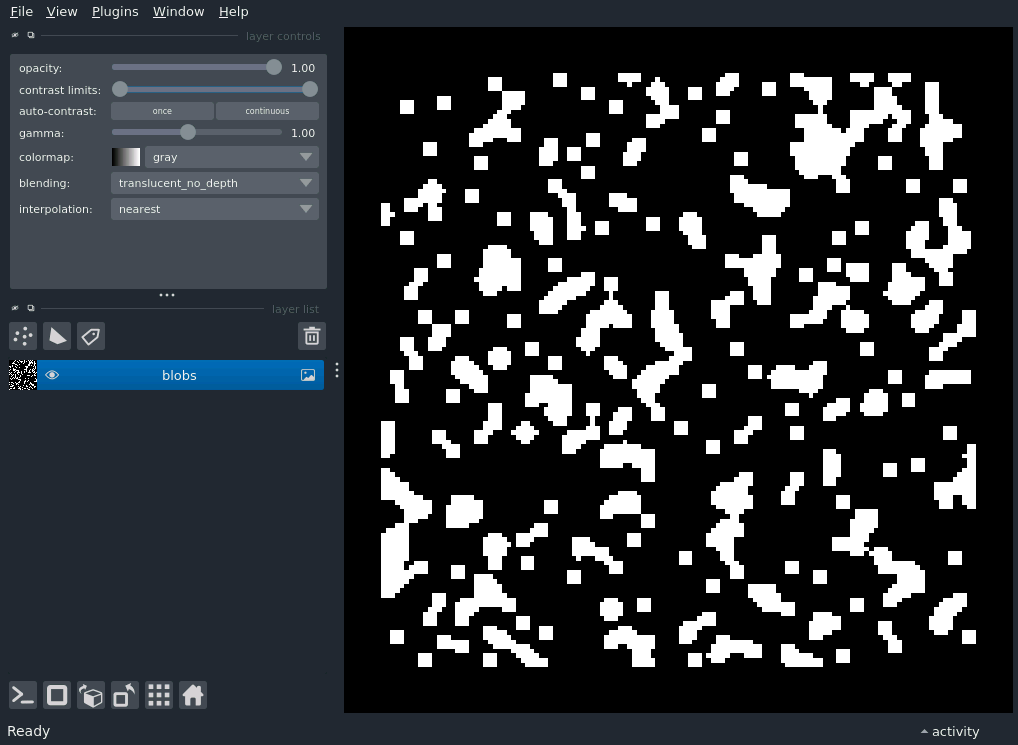 File View Plugins Window Help
layer controls
opacity: 1.00
contrast limits:
auto-contrast: once continuous
gamma: 1.00
colormap: gray
blending: translucent_no_depth
interpolation: nearest
layer list
blobs
Ready
activity